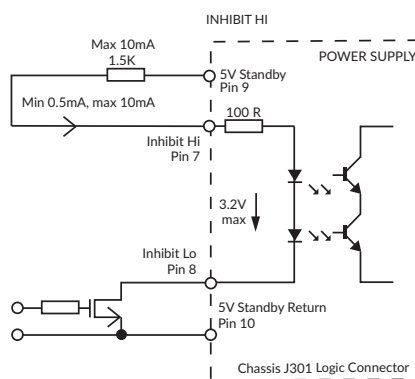 INHIBIT HI
Max 10mA
1.5K
POWER SUPPLY
5V Standby
Pin 9
Min 0.5mA, max 10mA
100 R
Inhibit Hi
Pin 7
3.2V
max
Inhibit Lo
Pin 8
5V Standby Return
Pin 10
Chassis J301 Logic Connector